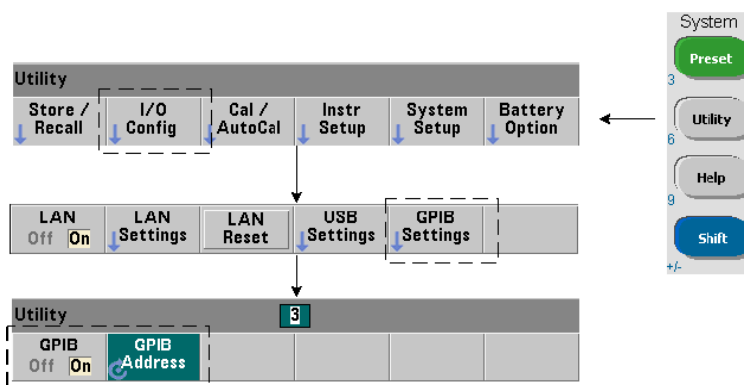 System
Preset
3
Utility
6
Help
9
Shift
+/-
Utility
Store / Recall
I/O Config
Cal / AutoCal
Instr Setup
System Setup
Battery Option
LAN Off On
LAN Settings
LAN Reset
USB Settings
GPIB Settings
Utility 3
GPIB Off On
GPIB Address